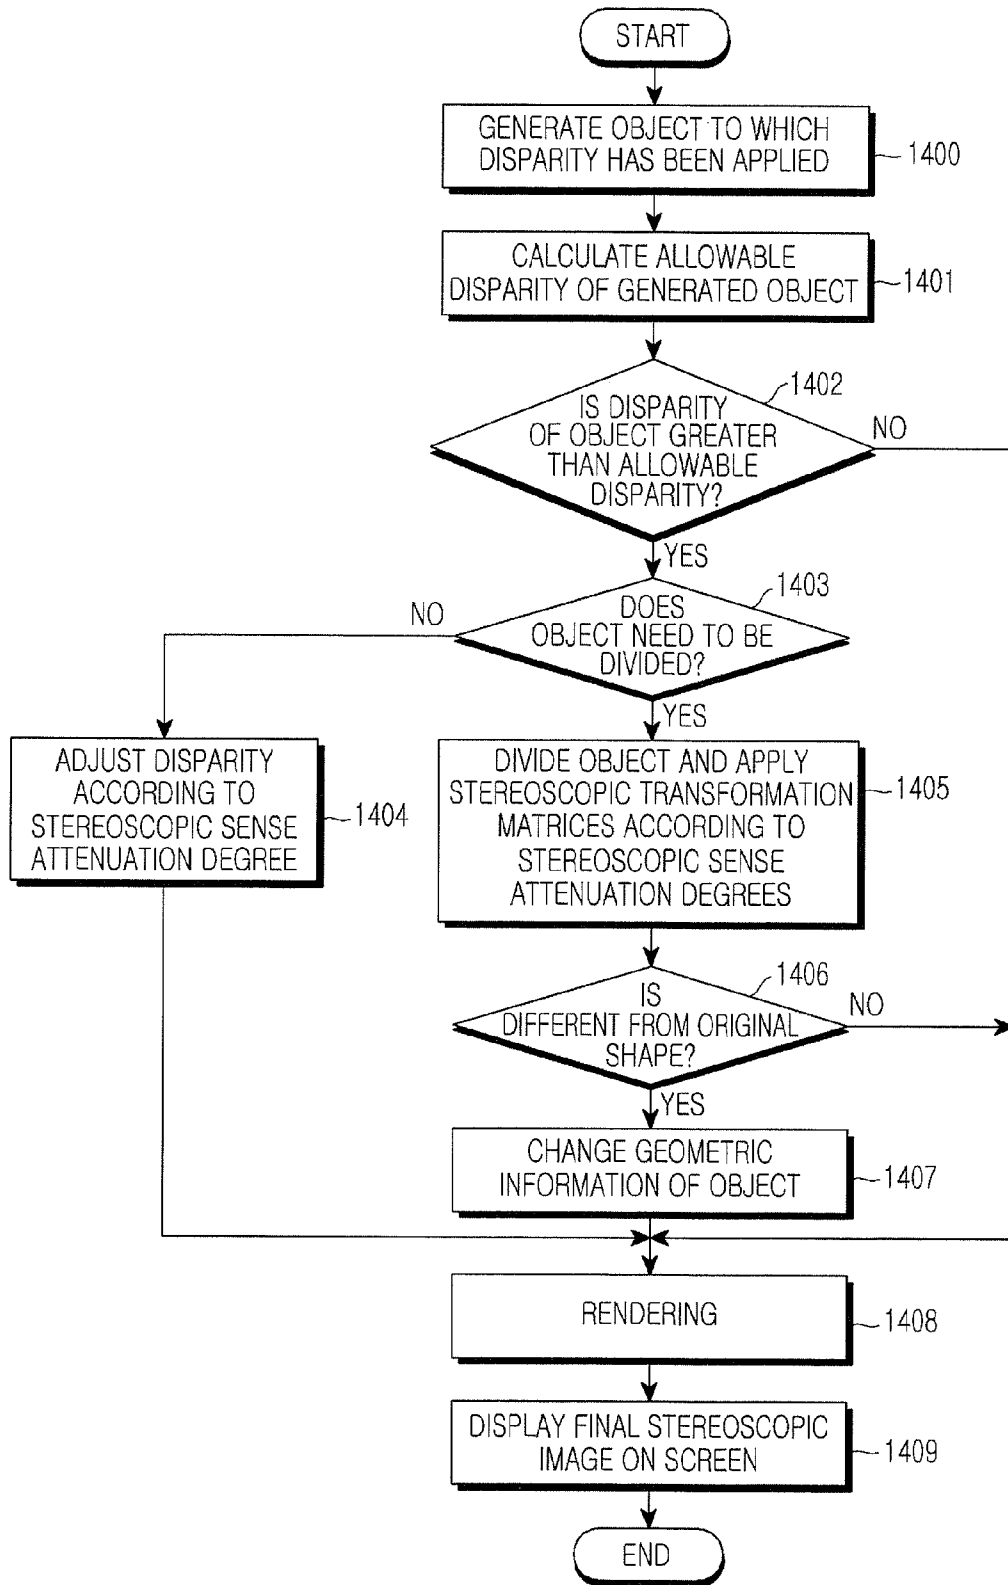 START
GENERATE OBJECT TO WHICH
DISPARITY HAS BEEN APPLIED
1400
CALCULATE ALLOWABLE
DISPARITY OF GENERATED OBJECT
1401
1402
IS DISPARITY
OF OBJECT GREATER
THAN ALLOWABLE
DISPARITY?
NO
YES
1403
NO
DOES
OBJECT NEED TO BE
DIVIDED?
YES
ADJUST DISPARITY
ACCORDING TO
STEREOSCOPIC SENSE
ATTENUATION DEGREE
1404
DIVIDE OBJECT AND APPLY
STEREOSCOPIC TRANSFORMATION
MATRICES ACCORDING TO
STEREOSCOPIC SENSE
ATTENUATION DEGREES
1405
1406
IS
DIFFERENT FROM ORIGINAL
SHAPE?
NO
YES
CHANGE GEOMETRIC
INFORMATION OF OBJECT
1407
RENDERING
1408
DISPLAY FINAL STEREOSCOPIC
IMAGE ON SCREEN
1409
END